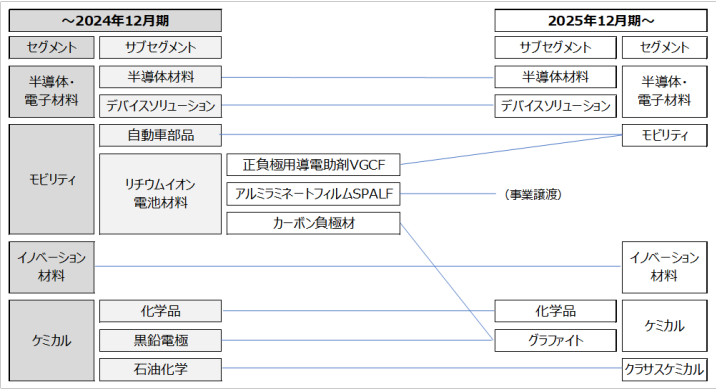 ～2024年12月期
2025年12月期～
セグメント
サブセグメント
サブセグメント
セグメント
半導体・
電子材料
半導体材料
半導体材料
半導体・
電子材料
デバイスソリューション
デバイスソリューション
モビリティ
自動車部品
モビリティ
リチウムイオン
電池材料
正負極用導電助剤VGCF
アルミラミネートフィルムSPALF
（事業譲渡）
カーボン負極材
イノベーション
材料
イノベーション
材料
ケミカル
化学品
化学品
ケミカル
黒鉛電極
グラファイト
石油化学
クラサスケミカル